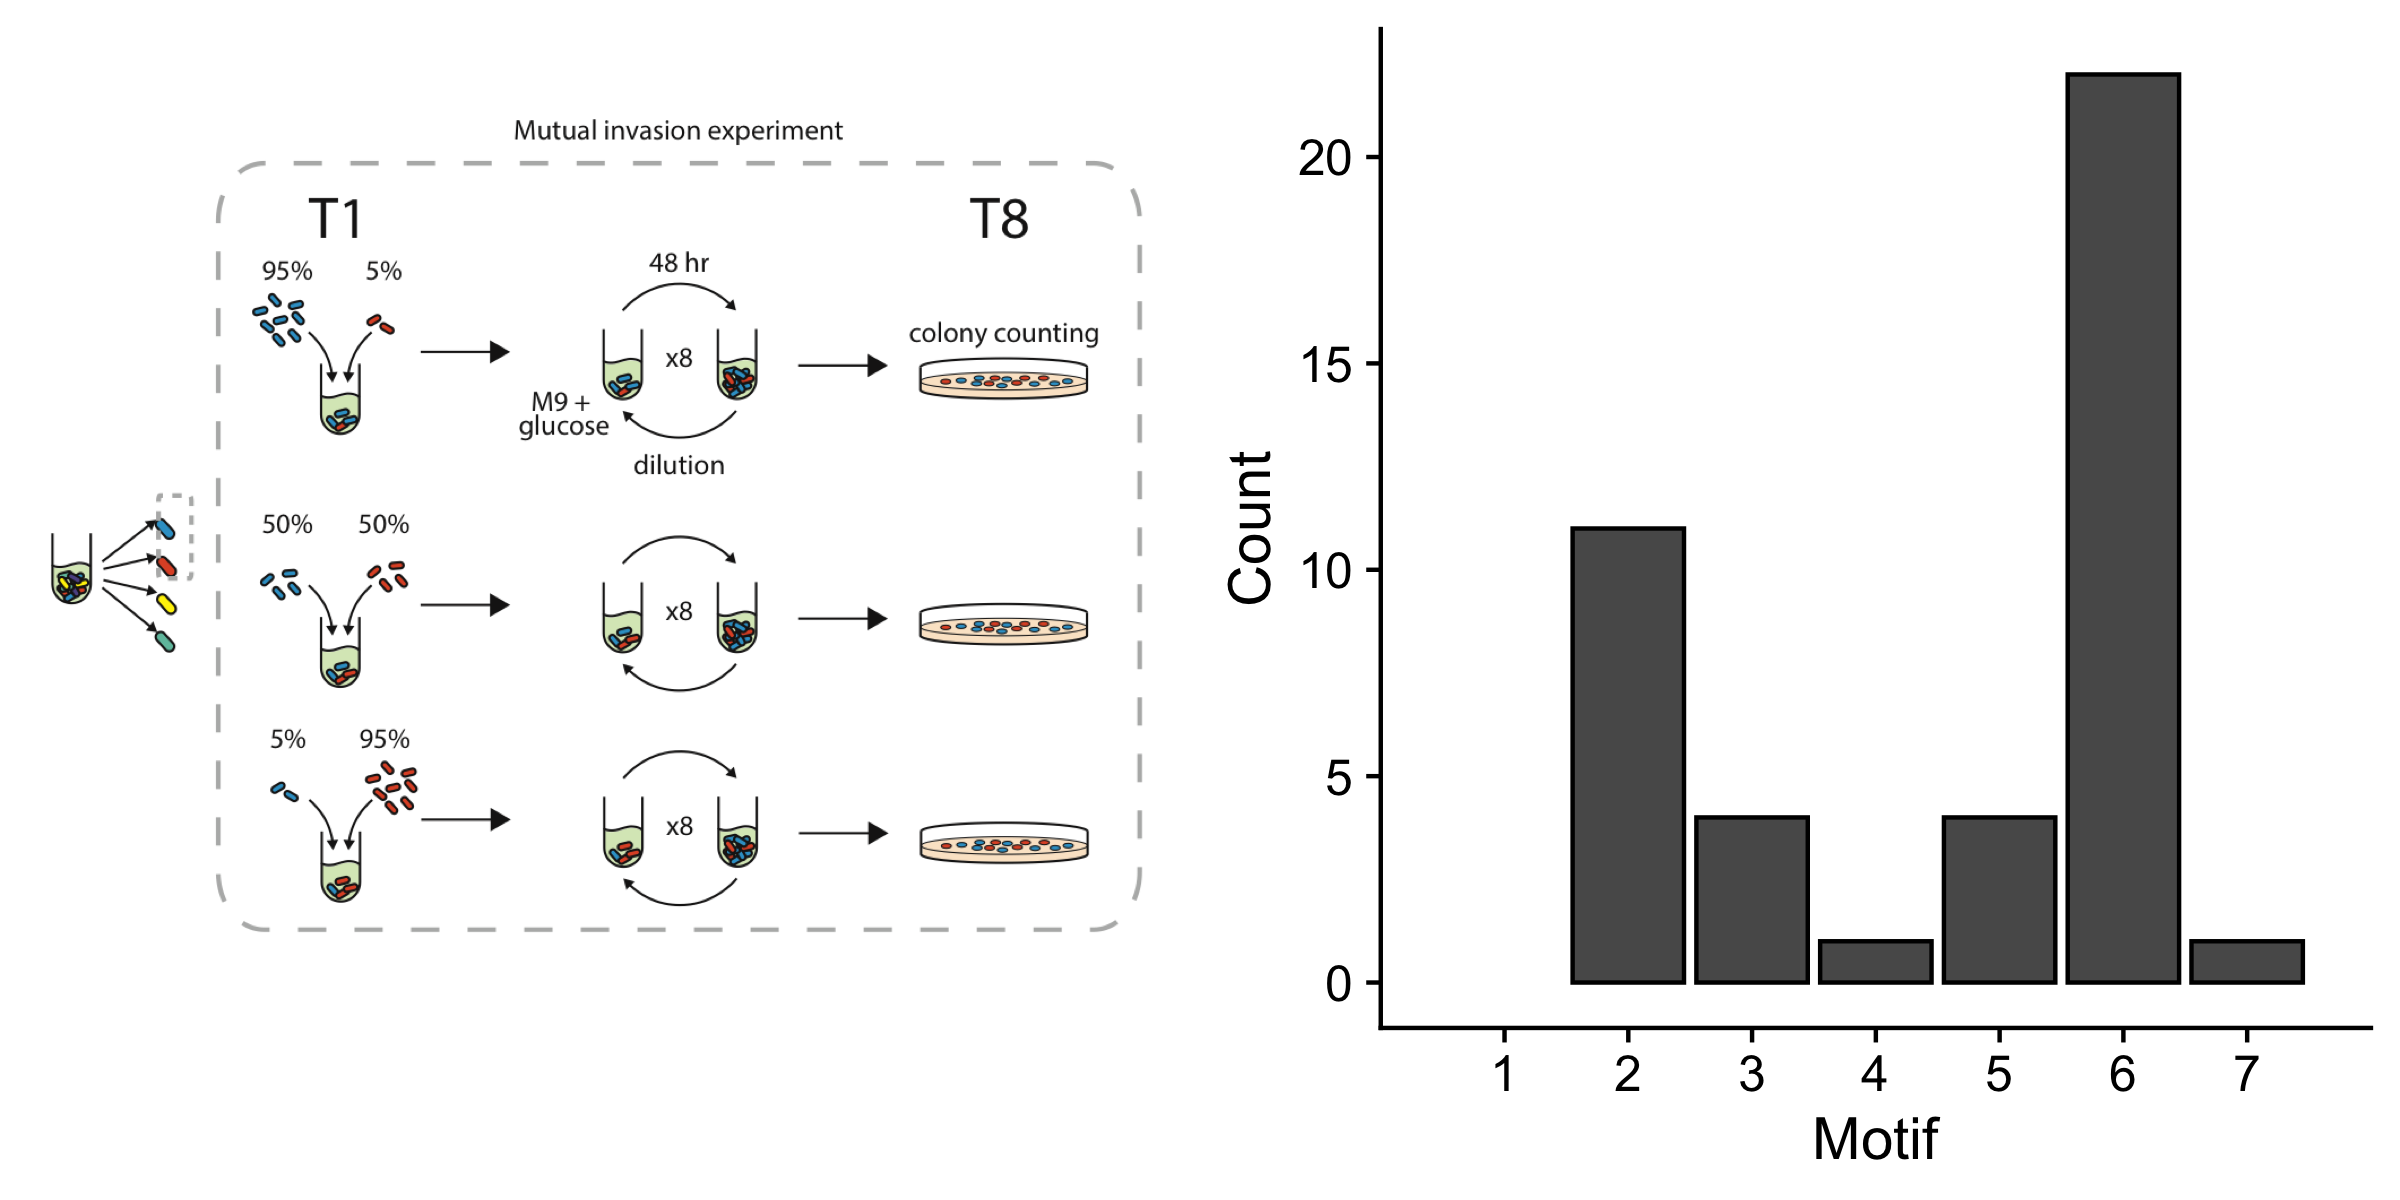 Mutual invasion experiment
T1
T8
95%
5%
48 hr
x8
M9 +
glucose
dilution
colony counting
50%
50%
x8
5%
95%
x8
Count
20
15
10
5
0
1
2
3
4
5
6
7
Motif